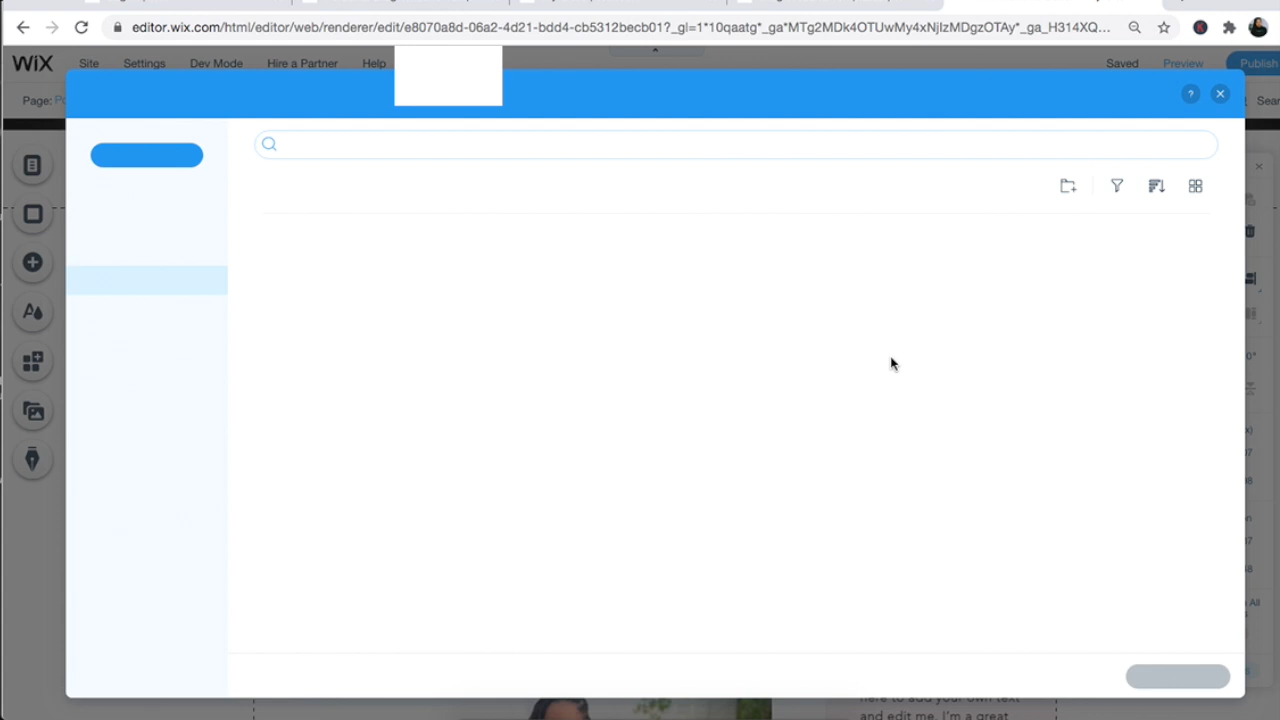 editor.wix.com/html/editor/web/renderer/edit/e8070a8d-06a2-4d21-bdd4-cb5312becb01?_gl=1*10qaatg*_ga*MTg2MDk4OTUwMy4xNjIzMDgzOTAy*_ga_H314XQ...
WiX Site Settings Dev Mode Hire a Partner Help Saved Preview Publish
Page: Sear
?
here to add your own text
and edit me. I'm a great